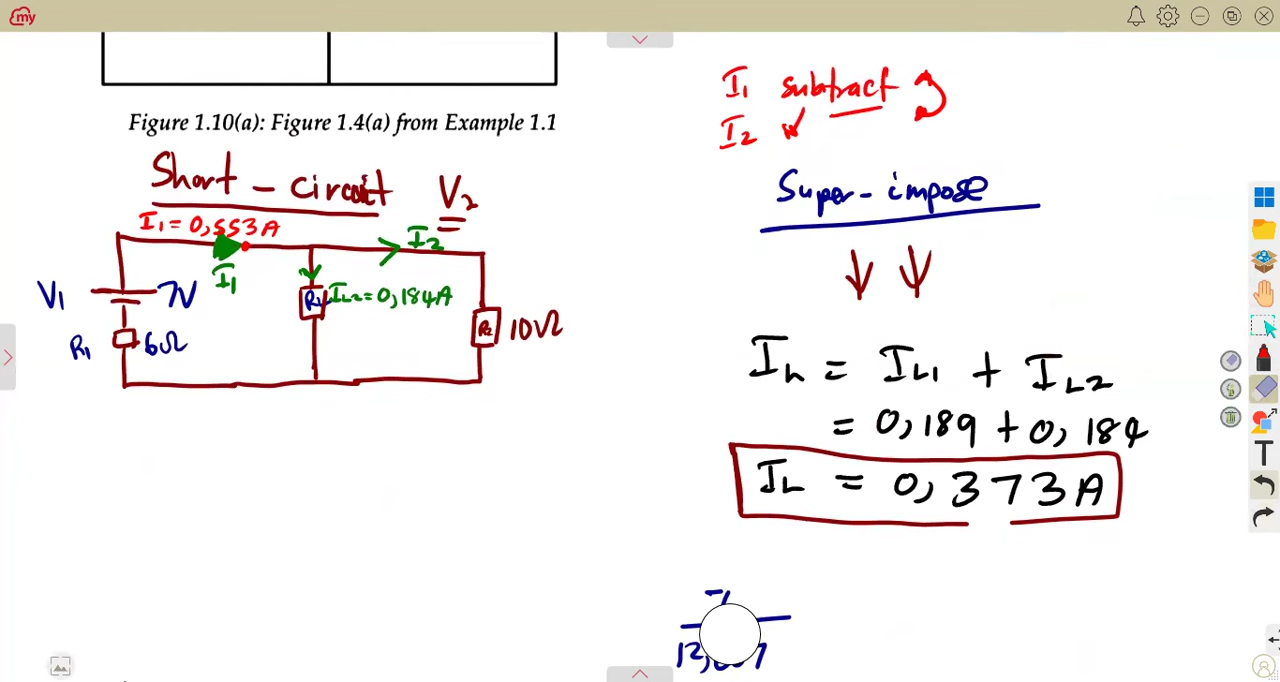 my
Figure 1.10(a): Figure 1.4(a) from Example 1.1
Short - circuit
V2
I1 = 0,553A
I2
I1
V1
7V
IL2 = 0,184A
R2
10Ω
R1
6Ω
I1 subtract
I2
Super-impose
IL = IL1 + IL2
= 0,189 + 0,184
IL = 0,373A
T